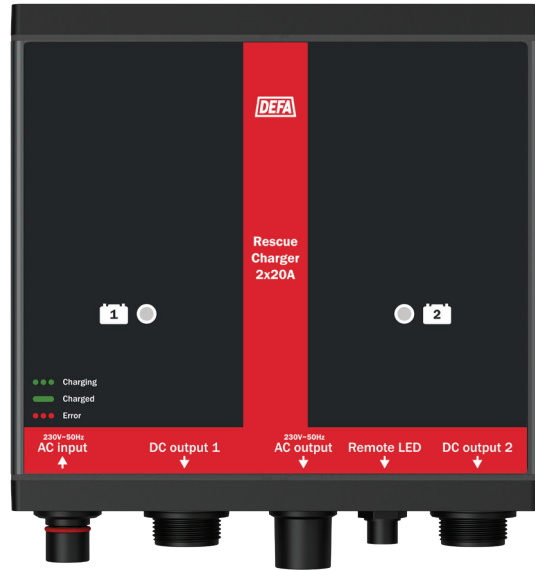 DEFA
Rescue
Charger
2x20A
1
2
Charging
Charged
Error
230V~50Hz
AC input
DC output 1
230V~50Hz
AC output
Remote LED
DC output 2